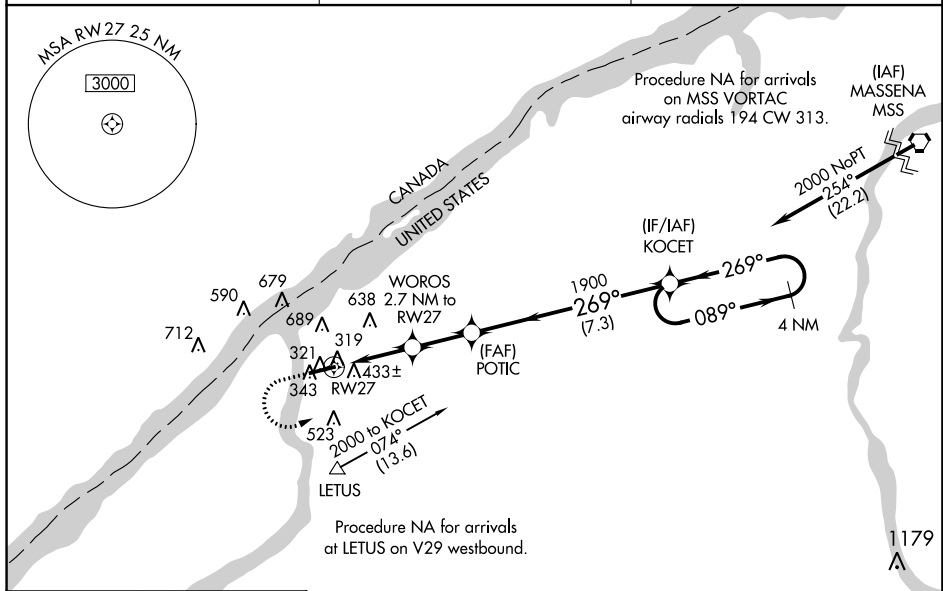 MSA RW27 25 NM
3000
Procedure NA for arrivals
on MSS VORTAC
airway radials 194 CW 313.
(IAF)
MASSENA
MSS
2000 NoPT
254°
(22.2)
CANADA
UNITED STATES
(IF/IAF)
KOCET
1900
269°
(7.3)
269°
089°
4 NM
WOROS
2.7 NM to
RW27
(FAF)
POTIC
679
590
638
689
712
319
321
433±
343
RW27
523
2000 to KOCET
074°
(13.6)
LETUS
Procedure NA for arrivals
at LETUS on V29 westbound.
1179